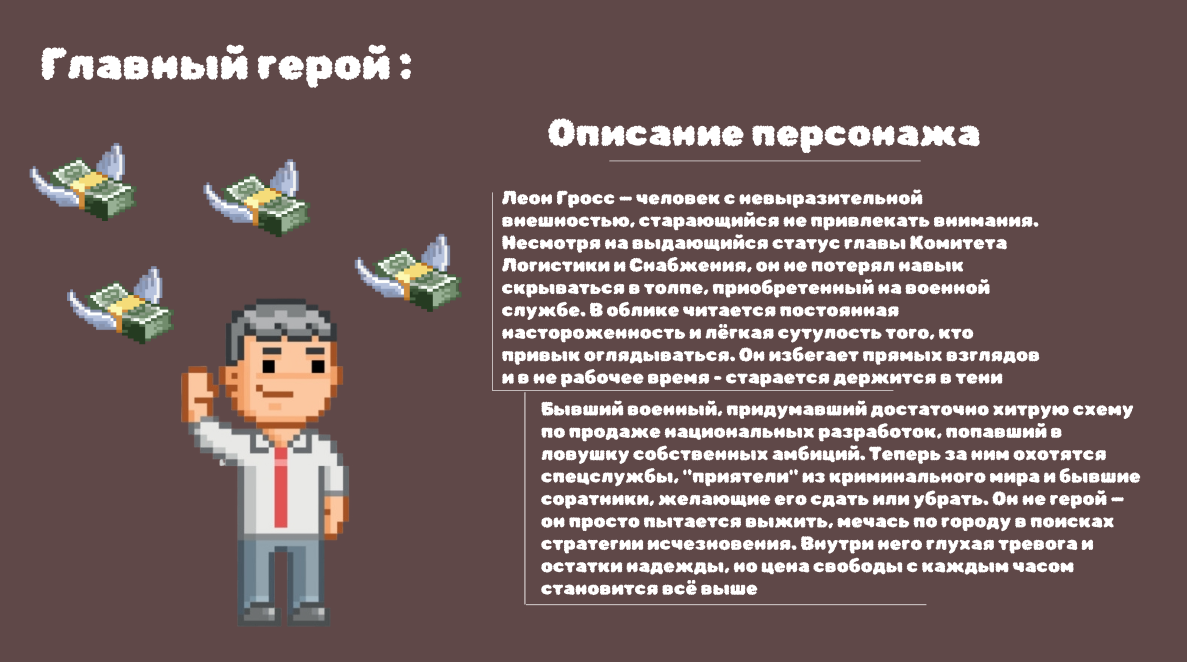 Главный герой :
Описание персонажа
Леон Гросс – человек с невыразительной
внешностью, старающийся не привлекать внимания.
Несмотря на выдающийся статус главы Комитета
Логистики и Снабжения, он не потерял навык
скрываться в толпе, приобретенный на военной
службе. В облике читается постоянная
настороженность и лёгкая сутулость того, кто
привык оглядываться. Он избегает прямых взглядов
и в не рабочее время - старается держится в тени
Бывший военный, придумавший достаточно хитрую схему
по продаже национальных разработок, попавший в
ловушку собственных амбиций. Теперь за ним охотятся
спецслужбы, "приятели" из криминального мира и бывшие
соратники, желающие его сдать или убрать. Он не герой –
он просто пытается выжить, мечась по городу в поисках
стратегии исчезновения. Внутри него глухая тревога и
остатки надежды, но цена свободы с каждым часом
становится всё выше